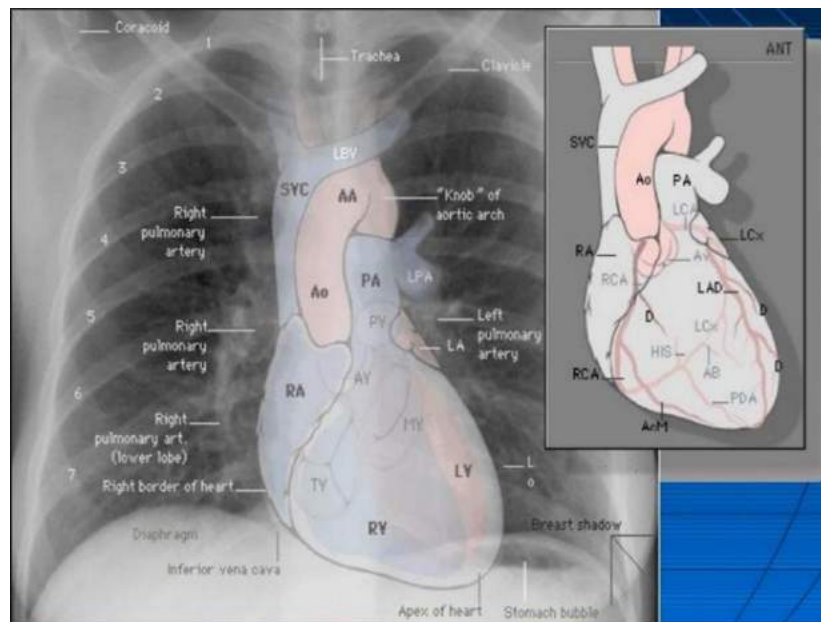 Coracoid
1
Trachea
Clavicle
2
LBV
3
SVC
AA
"Knob" of
aortic arch
Right
pulmonary
artery
4
PA
LPA
Ao
5
Right
pulmonary
artery
PV
Left
pulmonary
artery
LA
AV
RA
6
MV
Right
pulmonary art.
(lower lobe)
LV
L
7
Right border of heart
TV
RV
Diaphragm
Breast shadow
Inferior vena cava
Apex of heart
Stomach bubble
ANT
SVC
Ao
PA
LCA
LCx
RA
AV
RCA
LAD
D
D
LCx
HIS
AB
D
RCA
PDA
AcM